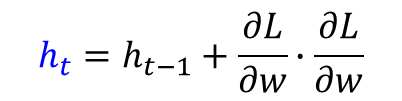 h_t = h_{t−1} + ∂L/∂w · ∂L/∂w